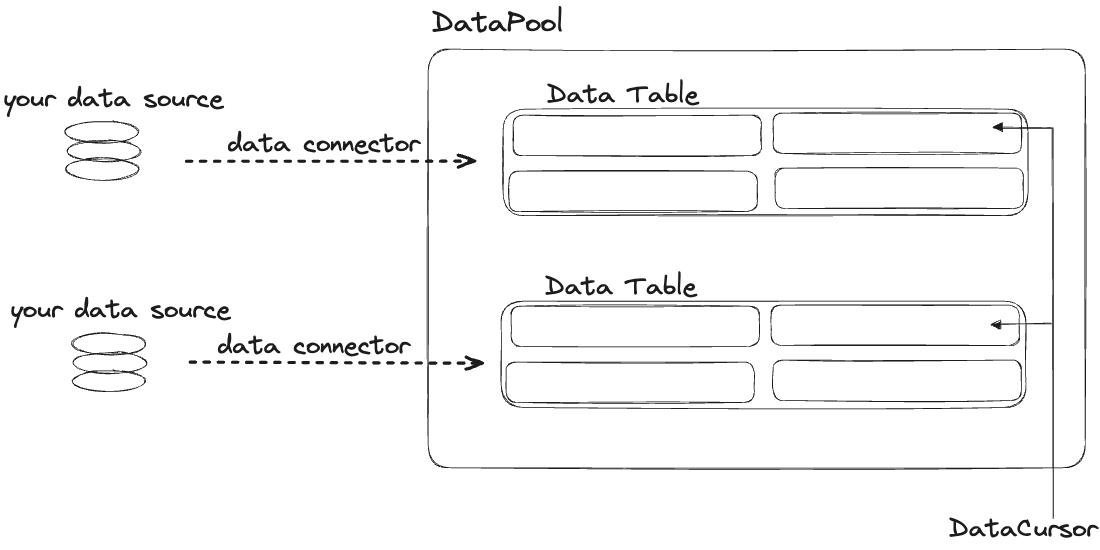 DataPool
Data Table
your data source
data connector
Data Table
your data source
data connector
DataCursor